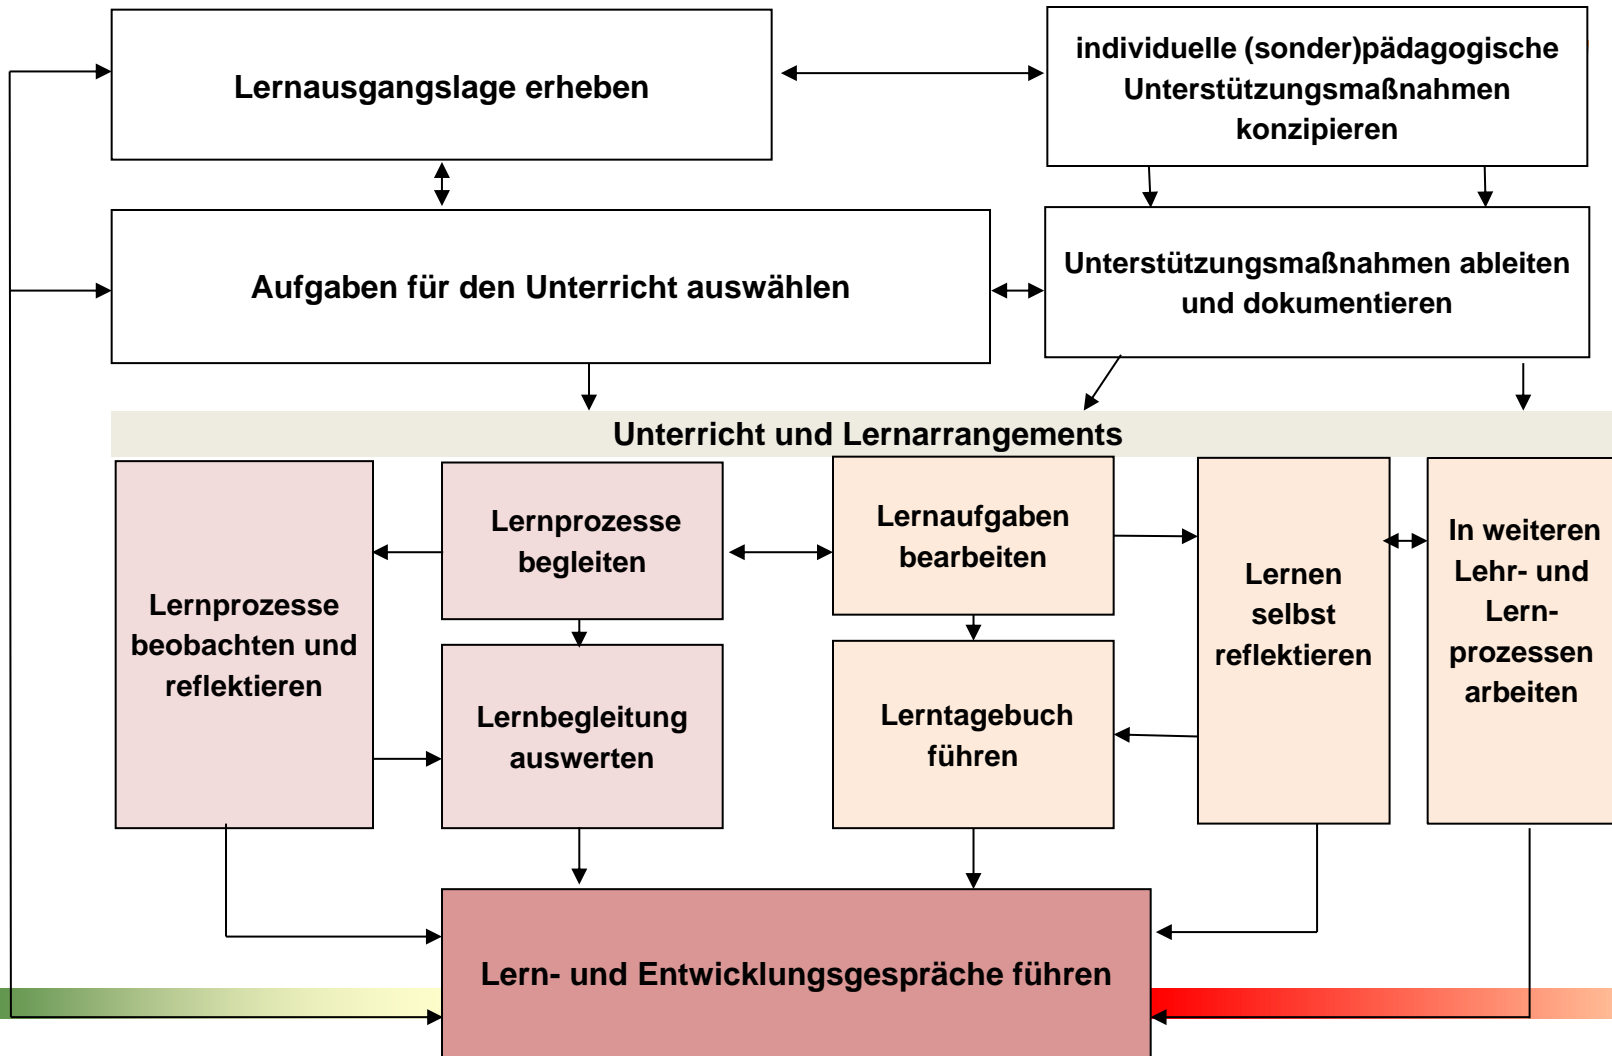 Lernausgangslage erheben
individuelle (sonder)pädagogische
Unterstützungsmaßnahmen
konzipieren
Aufgaben für den Unterricht auswählen
Unterstützungsmaßnahmen ableiten
und dokumentieren
Unterricht und Lernarrangements
Lernprozesse
beobachten und
reflektieren
Lernprozesse
begleiten
Lernbegleitung
auswerten
Lernaufgaben
bearbeiten
Lerntagebuch
führen
Lernen
selbst
reflektieren
In weiteren
Lehr- und
Lern-
prozessen
arbeiten
Lern- und Entwicklungsgespräche führen